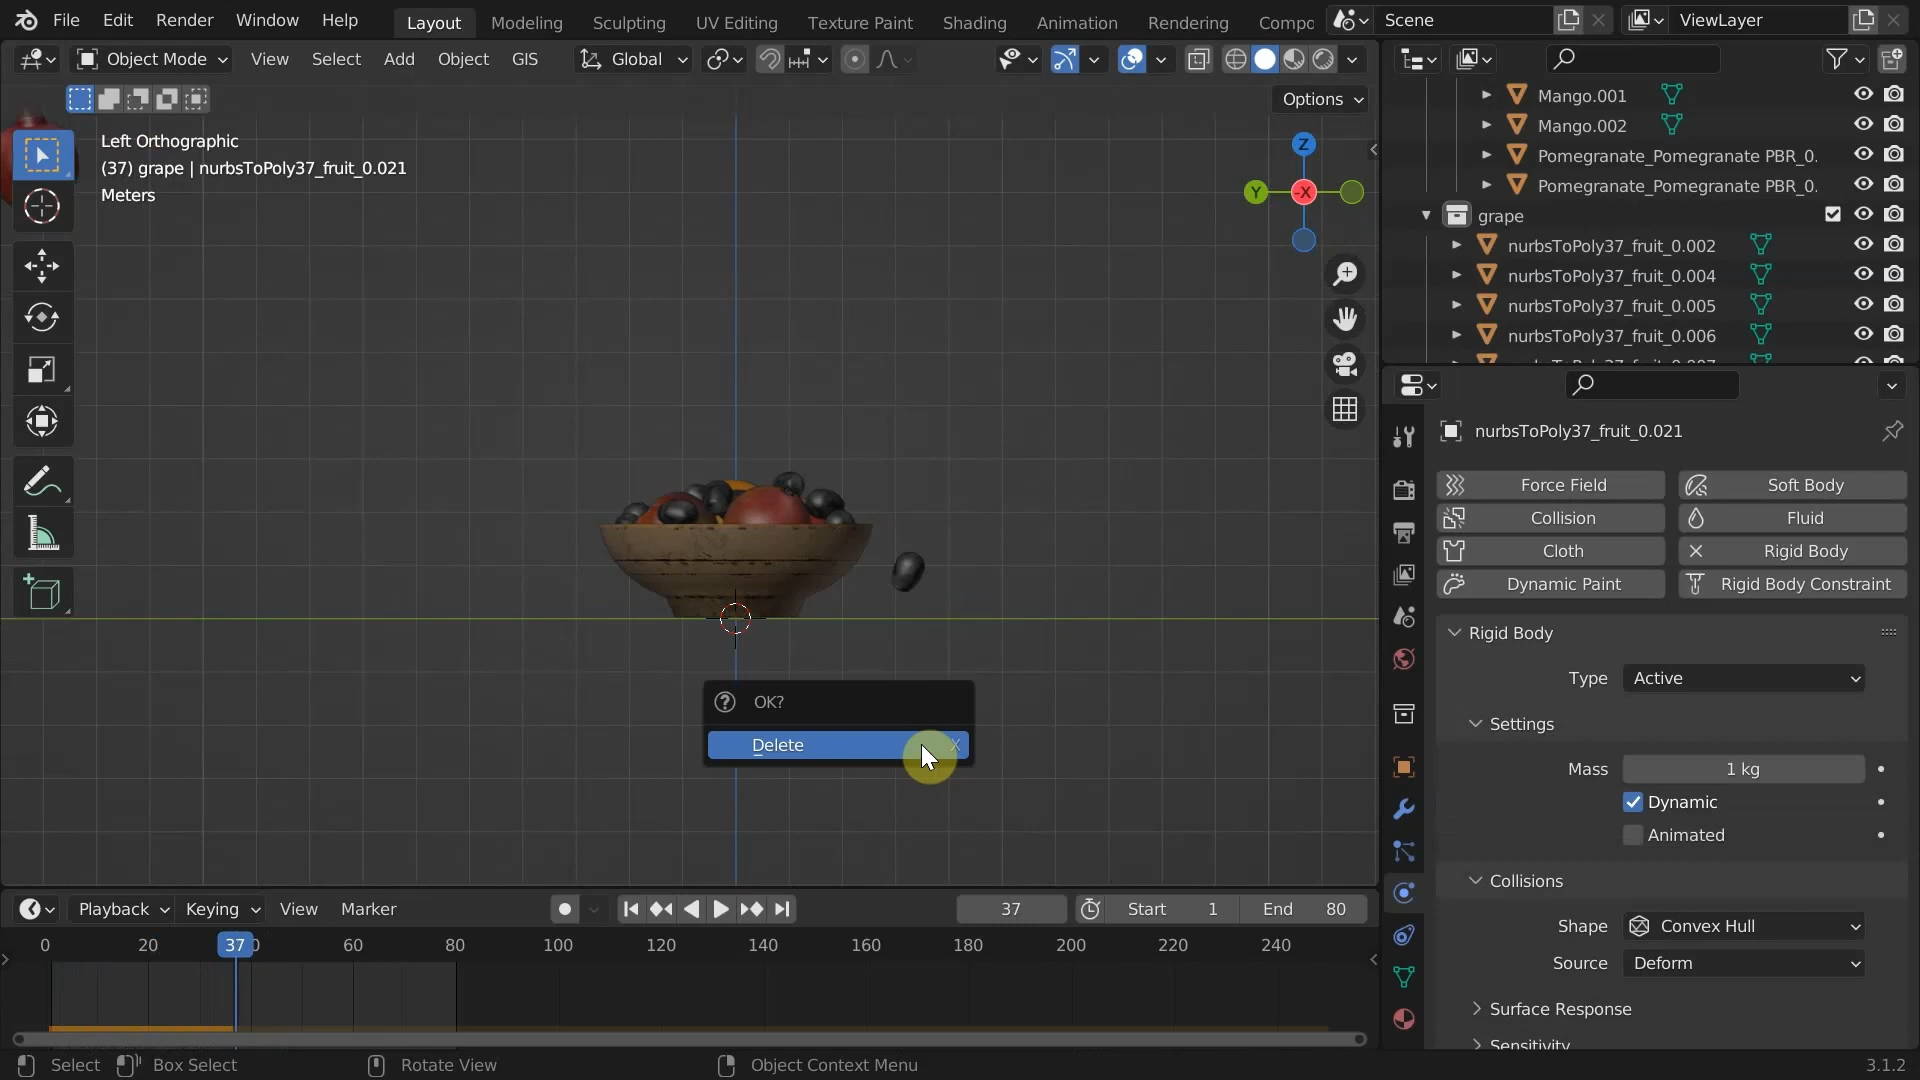 File Edit Render Window Help Layout Modeling Sculpting UV Editing Texture Paint Shading Animation Rendering Compo Scene ViewLayer
Object Mode View Select Add Object GIS Global
Options
Left Orthographic
(37) grape | nurbsToPoly37_fruit_0.021
Meters
Z
Y -X
Mango.001
Mango.002
Pomegranate_Pomegranate PBR_0.
Pomegranate_Pomegranate PBR_0.
grape
nurbsToPoly37_fruit_0.002
nurbsToPoly37_fruit_0.004
nurbsToPoly37_fruit_0.005
nurbsToPoly37_fruit_0.006
nurbsToPoly37_fruit_0.021
Force Field Soft Body
Collision Fluid
Cloth Rigid Body
Dynamic Paint Rigid Body Constraint
Rigid Body
Type Active
Settings
Mass 1 kg
Dynamic
Animated
Collisions
Shape Convex Hull
Source Deform
Surface Response
Sensitivity
OK?
Delete X
Playback Keying View Marker 37 Start 1 End 80
0 20 37 60 80 100 120 140 160 180 200 220 240
Select Box Select Rotate View Object Context Menu 3.1.2